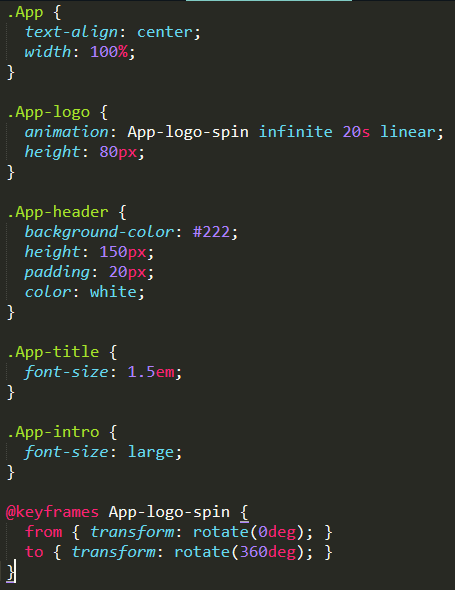 .App {
  text-align: center;
  width: 100%;
}

.App-logo {
  animation: App-logo-spin infinite 20s linear;
  height: 80px;
}

.App-header {
  background-color: #222;
  height: 150px;
  padding: 20px;
  color: white;
}

.App-title {
  font-size: 1.5em;
}

.App-intro {
  font-size: large;
}

@keyframes App-logo-spin {
  from { transform: rotate(0deg); }
  to { transform: rotate(360deg); }
}